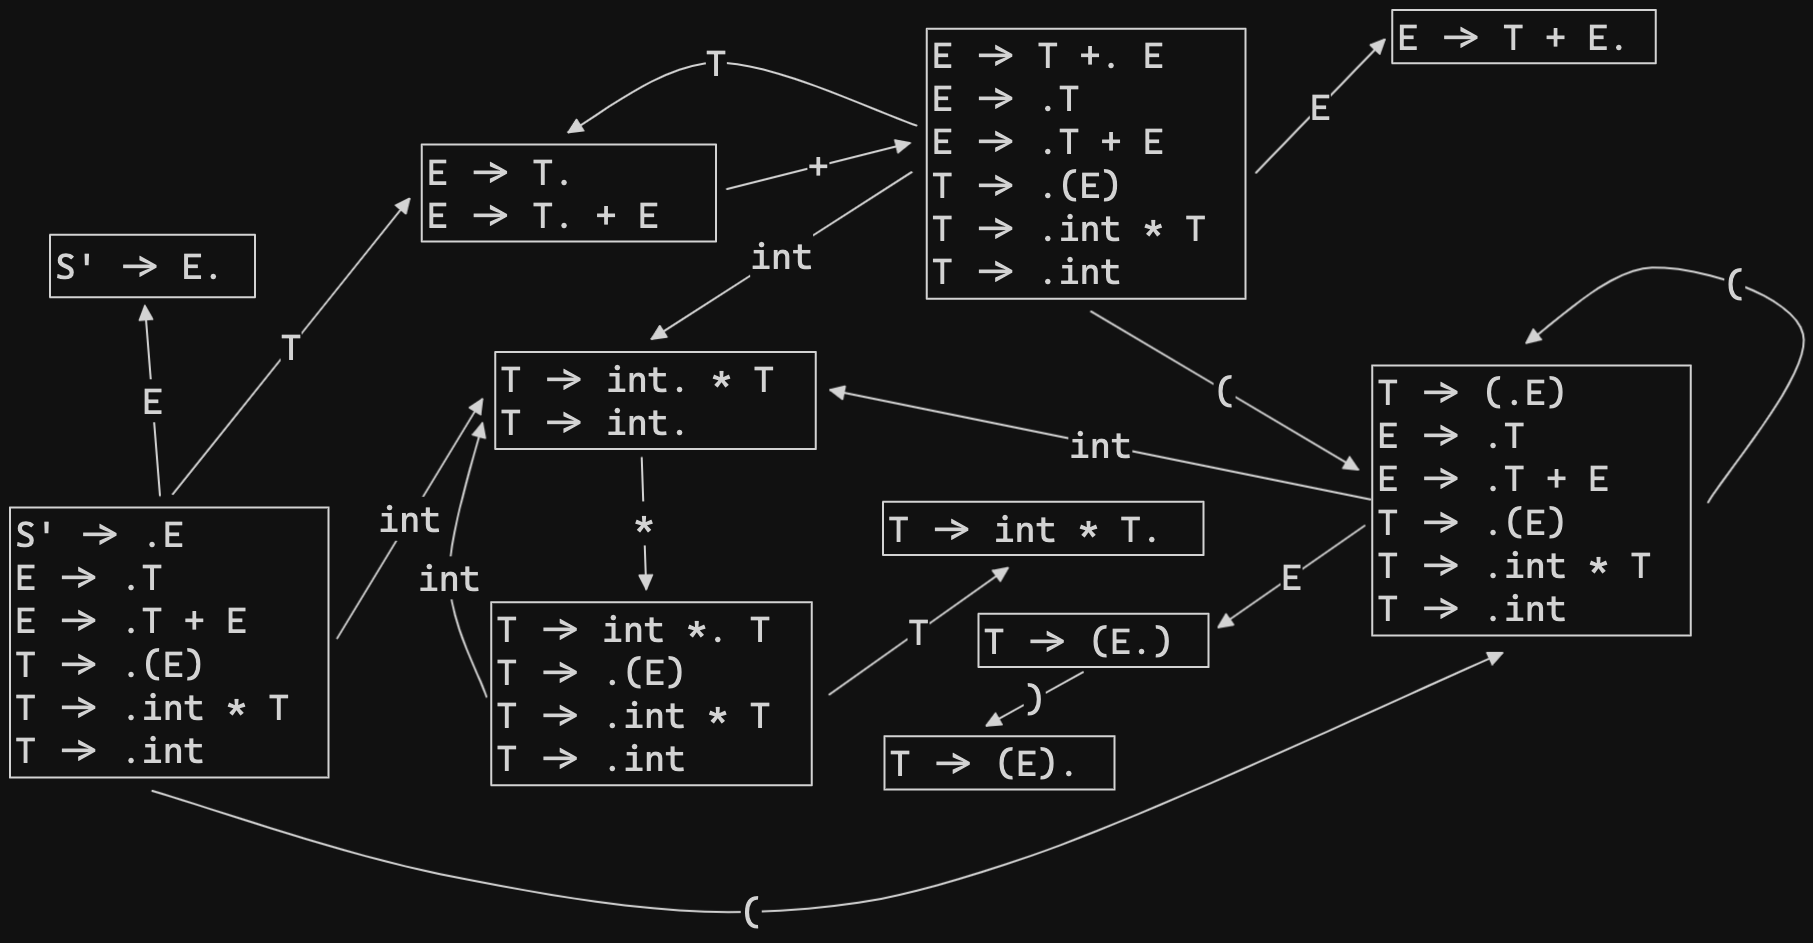 E → T + E.
E → T +. E
E → .T
E → .T + E
T → .(E)
T → .int * T
T → .int
T
E
E → T.
E → T. + E
+
S' → E.
int
(
T
E
T → int. * T
T → int.
(
int
T → (.E)
E → .T
E → .T + E
T → .(E)
T → .int * T
T → .int
S' → .E
E → .T
E → .T + E
T → .(E)
T → .int * T
T → .int
int
*
int
T → int * T.
E
T → int *. T
T → .(E)
T → .int * T
T → .int
T
T → (E.)
)
T → (E).
(